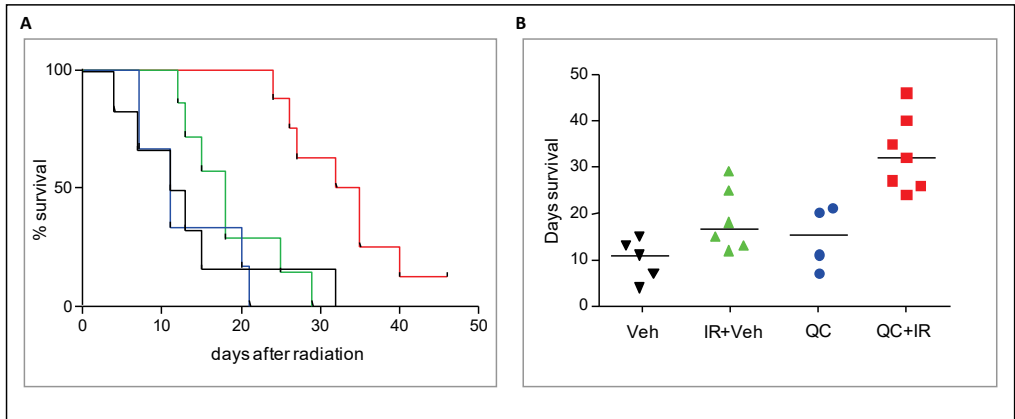 A
100
50
0
% survival
0 10 20 30 40 50
days after radiation
B
50
40
30
20
10
0
Days survival
Veh IR+Veh QC QC+IR